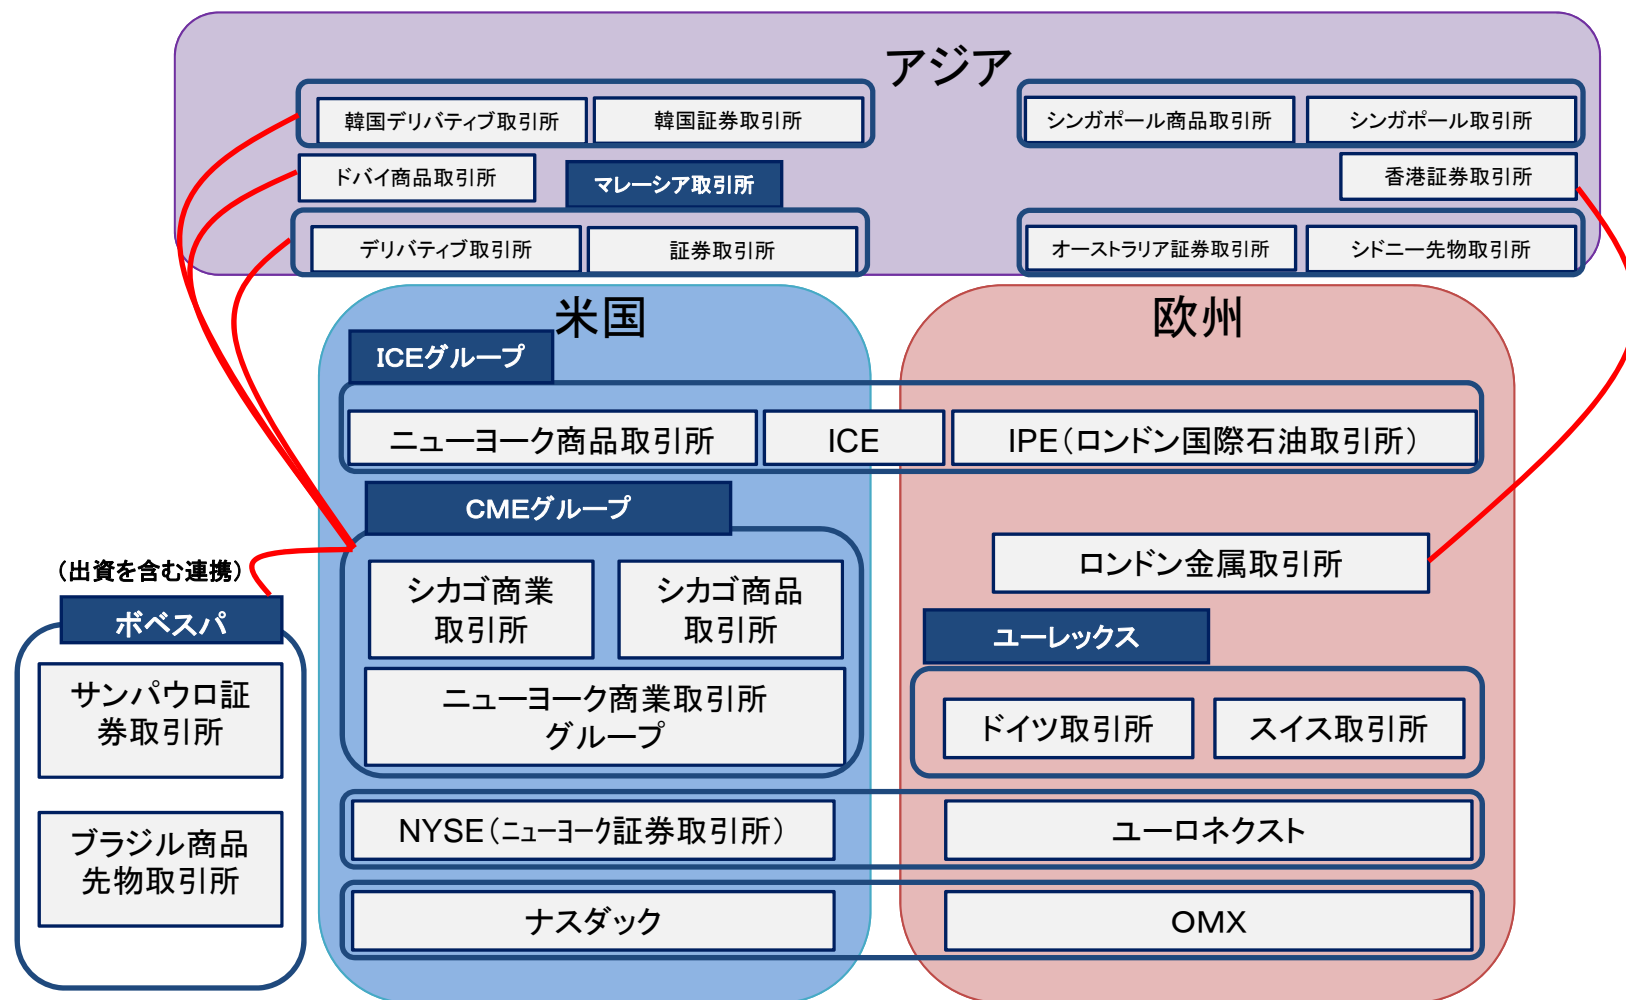 アジア
韓国デリバティブ取引所
韓国証券取引所
シンガポール商品取引所
シンガポール取引所
ドバイ商品取引所
マレーシア取引所
香港証券取引所
デリバティブ取引所
証券取引所
オーストラリア証券取引所
シドニー先物取引所
米国
欧州
ICEグループ
ニューヨーク商品取引所
ICE
IPE（ロンドン国際石油取引所）
CMEグループ
シカゴ商業
取引所
シカゴ商品
取引所
ニューヨーク商業取引所
グループ
ロンドン金属取引所
（出資を含む連携）
ボベスパ
サンパウロ証
券取引所
ブラジル商品
先物取引所
ユーレックス
ドイツ取引所
スイス取引所
NYSE（ニューヨーク証券取引所）
ユーロネクスト
ナスダック
OMX